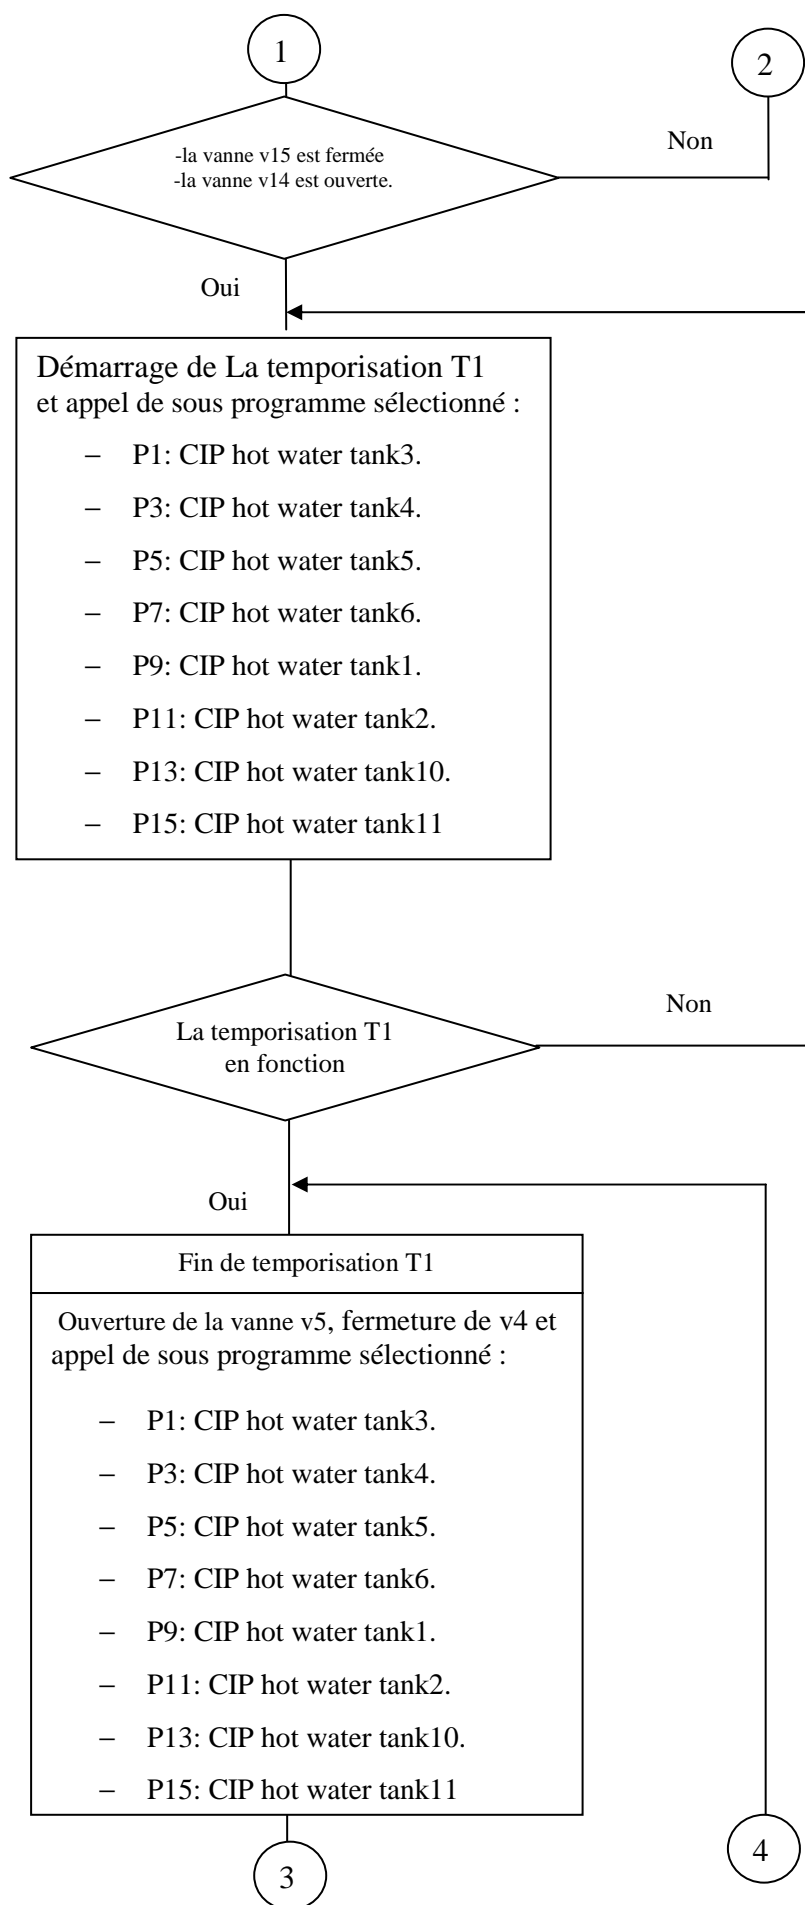 1
2
Non
-la vanne v15 est fermée
-la vanne v14 est ouverte.
Oui
Démarrage de La temporisation T1
et appel de sous programme sélectionné :
– P1: CIP hot water tank3.
– P3: CIP hot water tank4.
– P5: CIP hot water tank5.
– P7: CIP hot water tank6.
– P9: CIP hot water tank1.
– P11: CIP hot water tank2.
– P13: CIP hot water tank10.
– P15: CIP hot water tank11
Non
La temporisation T1
en fonction
Oui
Fin de temporisation T1
Ouverture de la vanne v5, fermeture de v4 et
appel de sous programme sélectionné :
– P1: CIP hot water tank3.
– P3: CIP hot water tank4.
– P5: CIP hot water tank5.
– P7: CIP hot water tank6.
– P9: CIP hot water tank1.
– P11: CIP hot water tank2.
– P13: CIP hot water tank10.
– P15: CIP hot water tank11
4
3